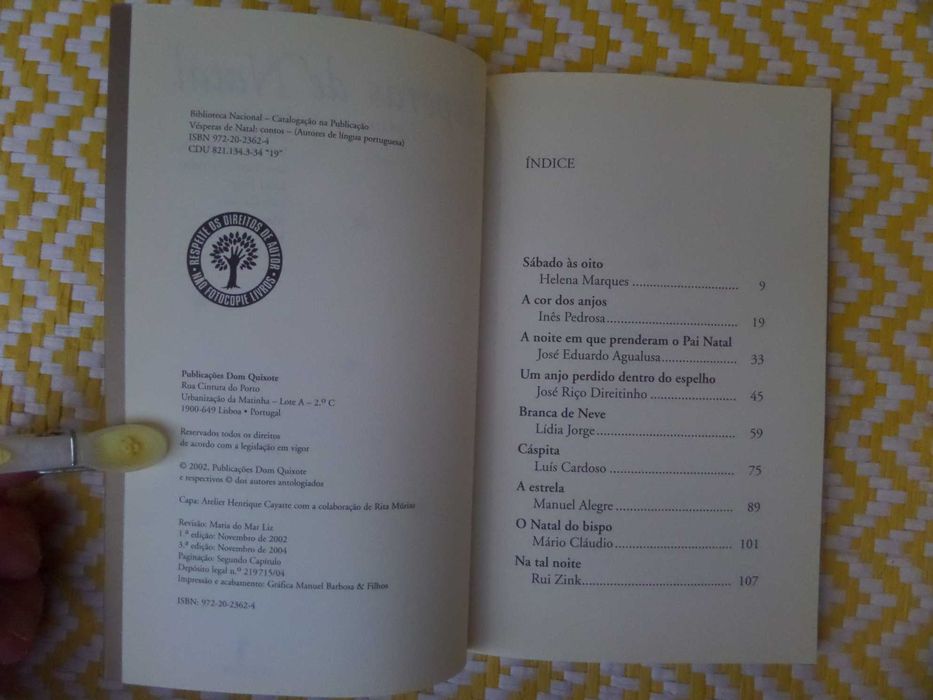 Biblioteca Nacional – Catalogação na Publicação
Vésperas de Natal: contos – (Autores de língua portuguesa)
ISBN 972-20-2362-4
CDU 821.134.3-34 "19"
RESPEITE OS DIREITOS DE AUTOR
NÃO FOTOCOPIE LIVROS
Publicações Dom Quixote
Rua Cintura do Porto
Urbanização da Matinha – Lote A – 2.º C
1900-649 Lisboa • Portugal
Reservados todos os direitos
de acordo com a legislação em vigor
© 2002, Publicações Dom Quixote
e respectivos © dos autores antologiados
Capa: Atelier Henrique Cayatte com a colaboração de Rita Múrias
Revisão: Maria do Mar Liz
1.ª edição: Novembro de 2002
3.ª edição: Novembro de 2004
Paginação: Segundo Capítulo
Depósito legal n.º 219715/04
Impressão e acabamento: Gráfica Manuel Barbosa & Filhos
ISBN: 972-20-2362-4
ÍNDICE
Sábado às oito
Helena Marques ............................... 9
A cor dos anjos
Inês Pedrosa..................................... 19
A noite em que prenderam o Pai Natal
José Eduardo Agualusa..................... 33
Um anjo perdido dentro do espelho
José Riço Direitinho ......................... 45
Branca de Neve
Lídia Jorge........................................ 59
Cáspita
Luís Cardoso ................................... 75
A estrela
Manuel Alegre .................................. 89
O Natal do bispo
Mário Cláudio.................................. 101
Na tal noite
Rui Zink........................................... 107